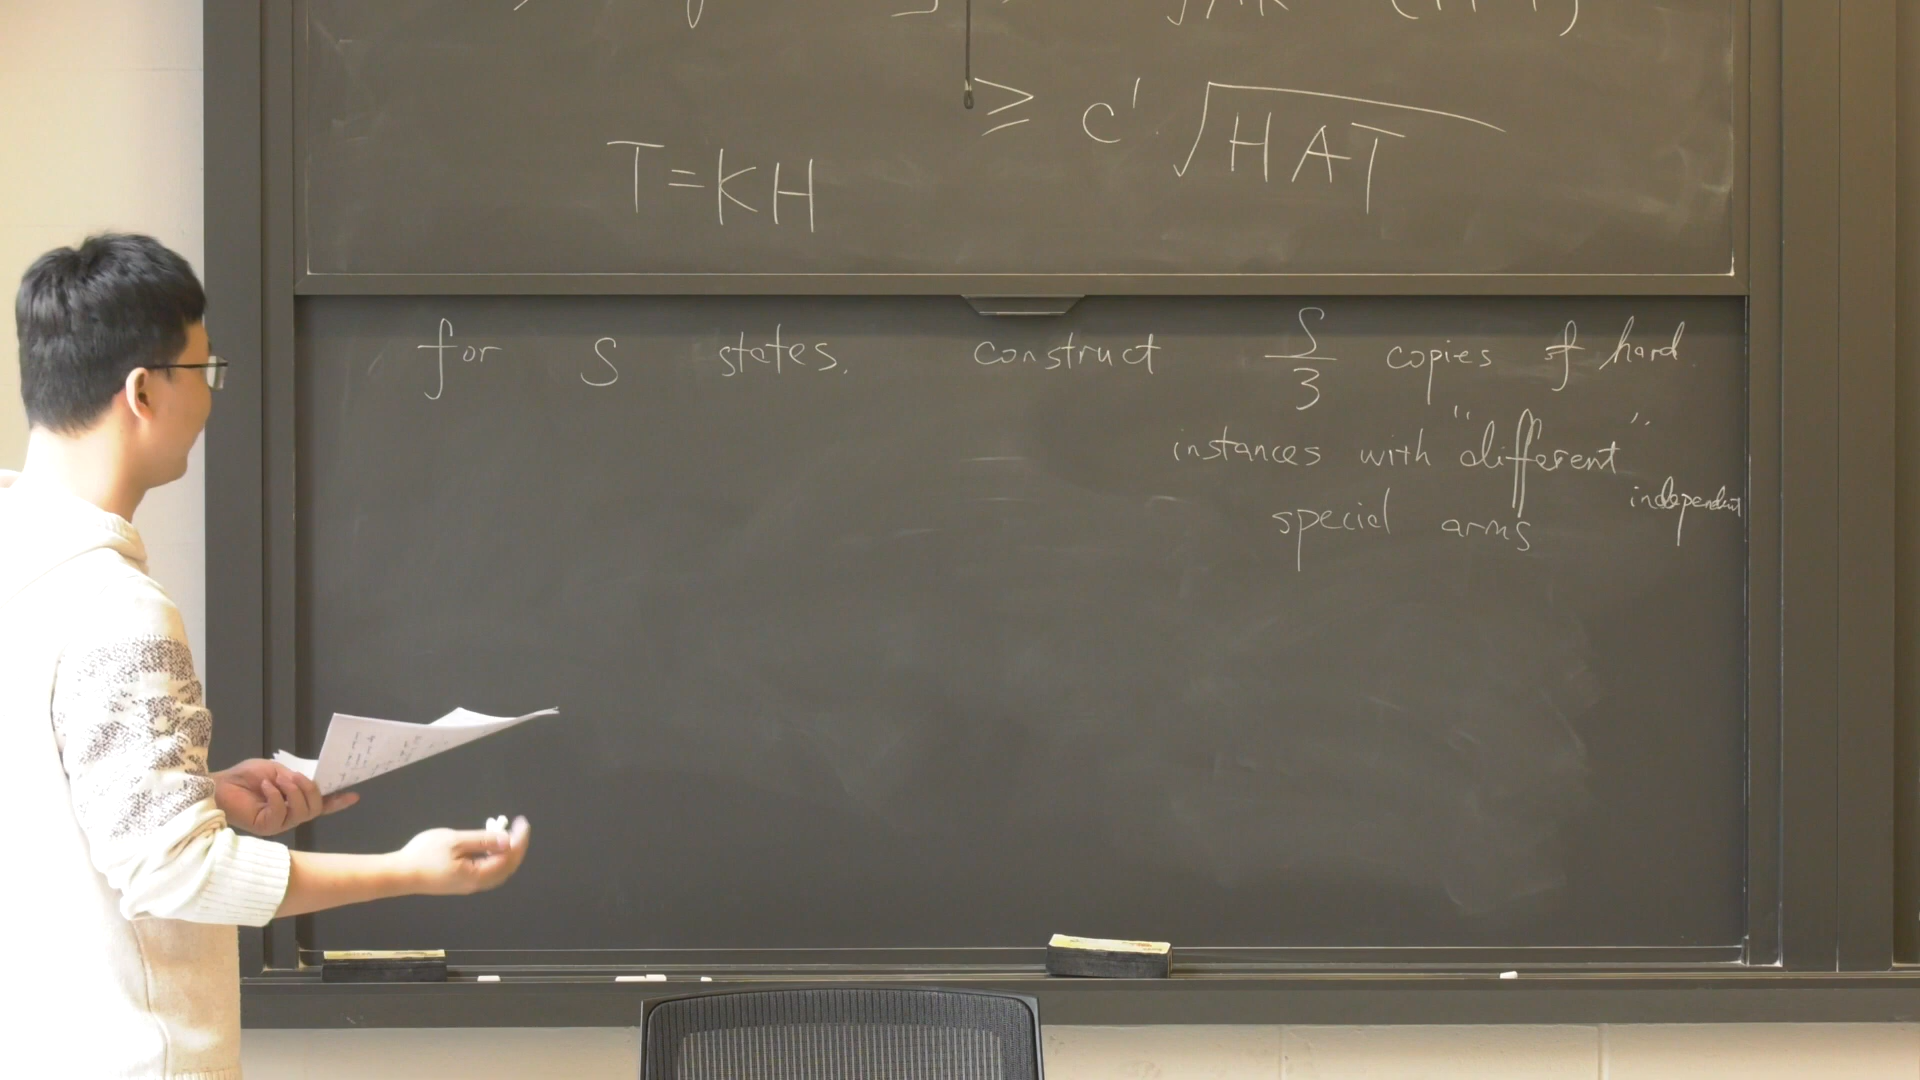 ≥ c' √HAT
T=KH
for S states. construct S/3 copies of hard
instances with "different"
independent
special arms